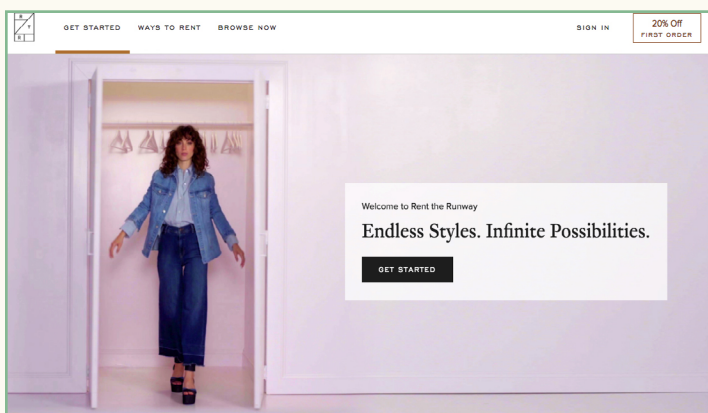 R
T
R
GET STARTED
WAYS TO RENT
BROWSE NOW
SIGN IN
20% Off
FIRST ORDER
Welcome to Rent the Runway
Endless Styles. Infinite Possibilities.
GET STARTED